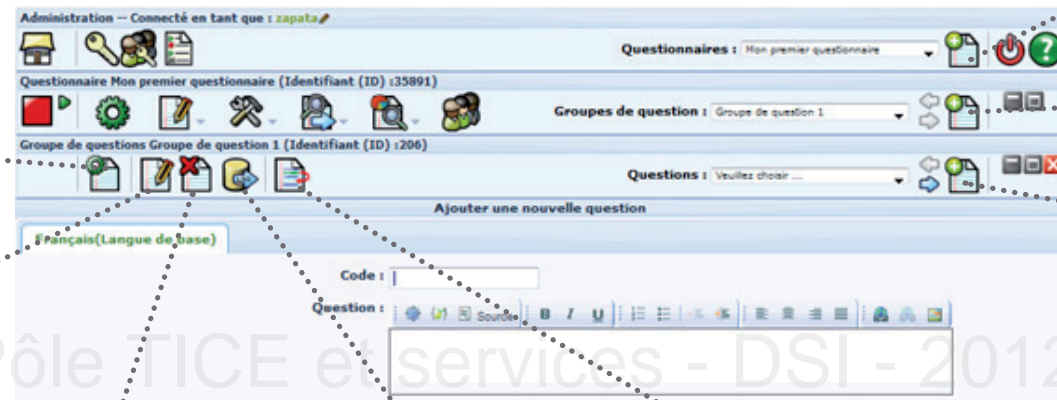 Administration -- Connecté en tant que : zapata
Questionnaires : Mon premier questionnaire
Questionnaire Mon premier questionnaire (Identifiant (ID) :35891)
Groupes de question : Groupe de question 1
Groupe de questions Groupe de question 1 (Identifiant (ID) :206)
Questions : Veuillez choisir ...
Ajouter une nouvelle question
Français(Langue de base)
Code :
Question : Source B I U
Pôle TICE et services - DSI - 2012